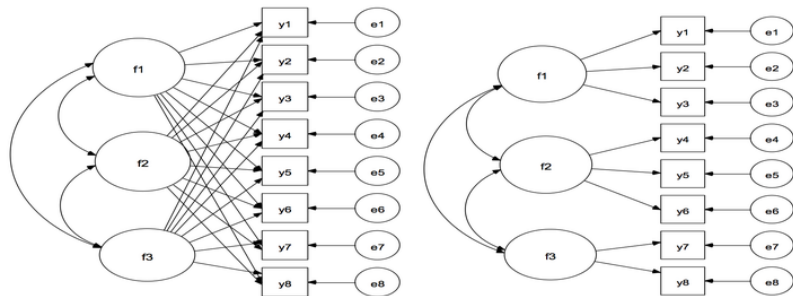 y1 e1
f1
y2 e2
y3 e3
y4 e4
f2
y5 e5
y6 e6
y7 e7
f3
y8 e8
y1 e1
f1
y2 e2
y3 e3
y4 e4
f2
y5 e5
y6 e6
y7 e7
f3
y8 e8